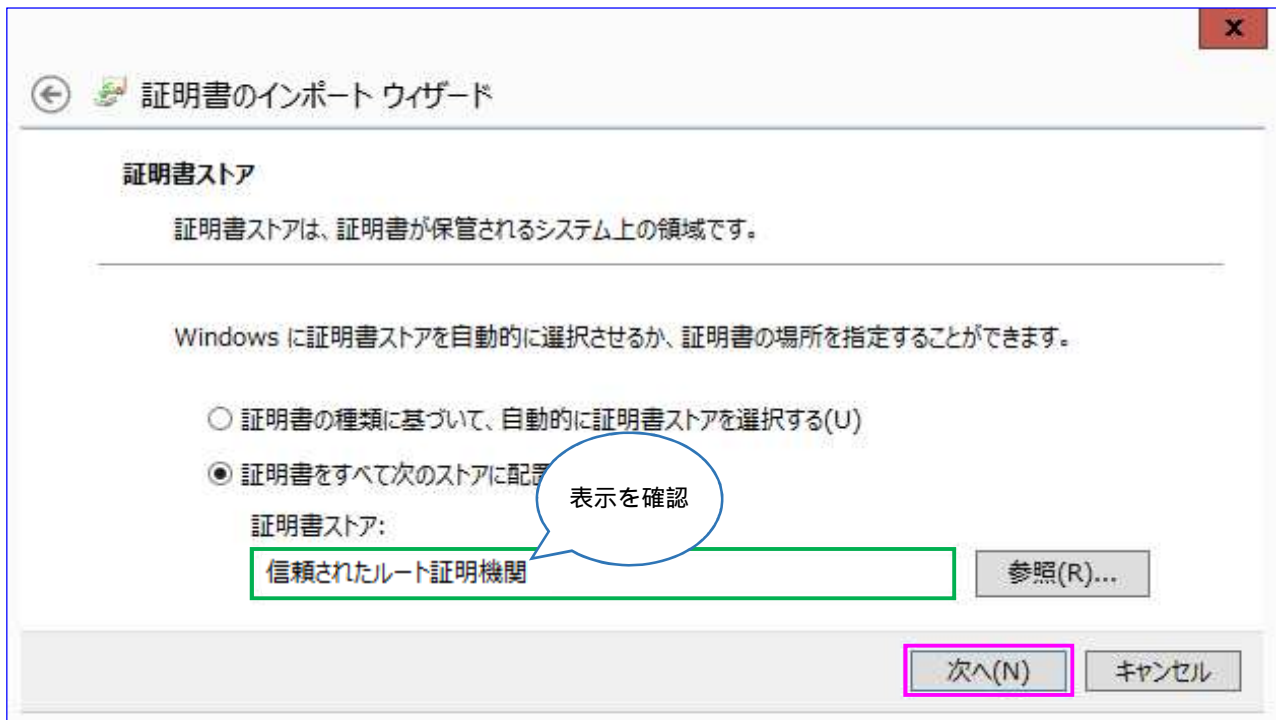 x
証明書のインポート ウィザード
証明書ストア
証明書ストアは、証明書が保管されるシステム上の領域です。
Windows に証明書ストアを自動的に選択させるか、証明書の場所を指定することができます。
証明書の種類に基づいて、自動的に証明書ストアを選択する(U)
証明書をすべて次のストアに配
表示を確認
証明書ストア:
信頼されたルート証明機関
参照(R)...
次へ(N)
キャンセル